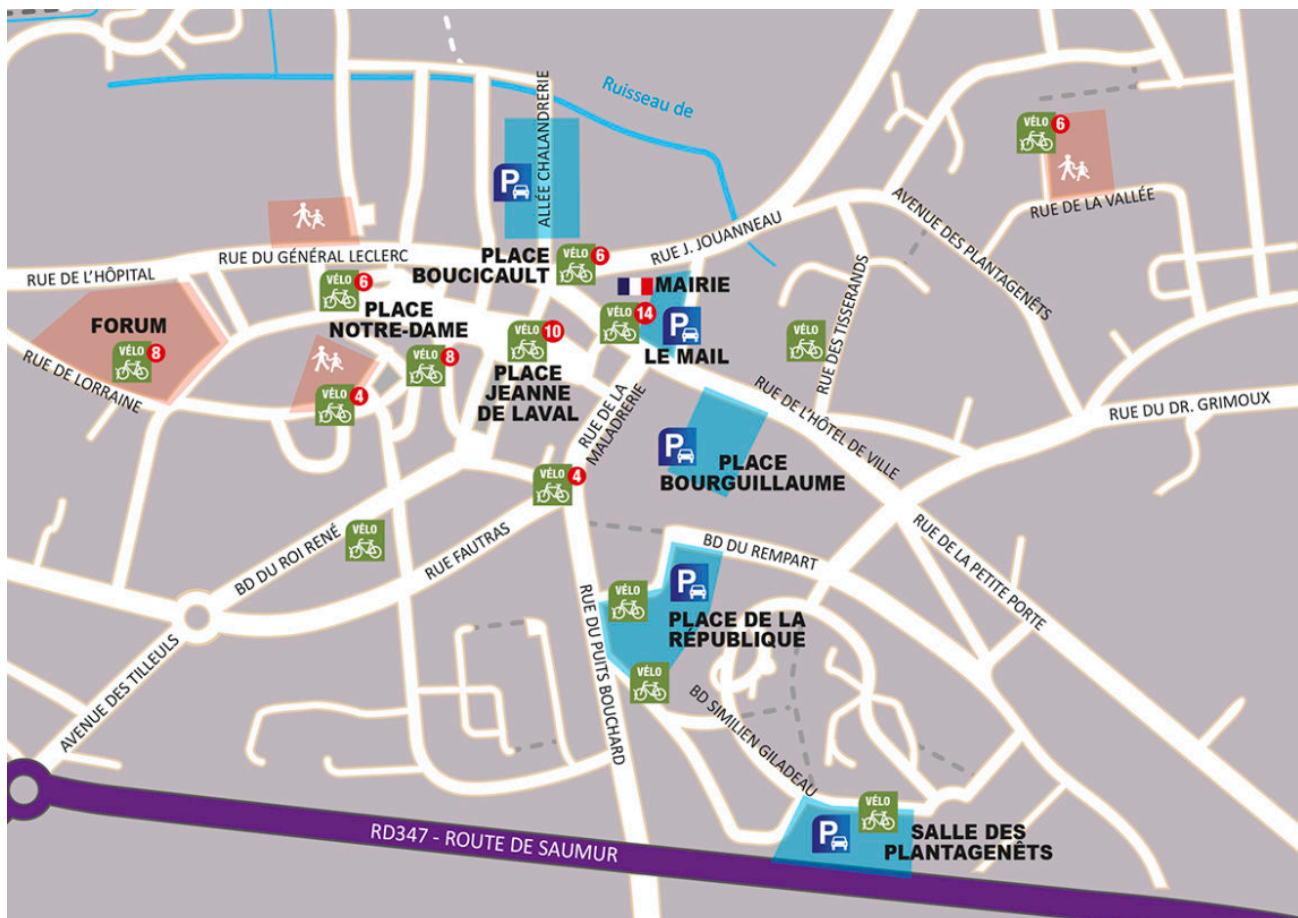 Ruisseau de
ALLÉE CHALANDRERIE
P
VÉLO 6
RUE DE LA VALLÉE
AVENUE DES PLANTAGENÊTS
RUE J. JOUANNEAU
RUE DU GÉNÉRAL LECLERC
RUE DE L'HÔPITAL
PLACE
BOUCICAULT
VÉLO 6
MAIRIE
VÉLO 6
PLACE
NOTRE-DAME
VÉLO 14
P
LE MAIL
FORUM
VÉLO 8
RUE DE LORRAINE
VÉLO 4
VÉLO 8
VÉLO 10
PLACE
JEANNE
DE LAVAL
VÉLO
RUE DES TISSERANDS
RUE DE LA
MALADRERIE
RUE DE L'HÔTEL DE VILLE
RUE DU DR. GRIMOUX
P
PLACE
BOURGUILLAUME
VÉLO 4
VÉLO
BD DU ROI RENÉ
RUE FAUTRAS
BD DU REMPART
RUE DE LA PETITE PORTE
VÉLO
P
PLACE DE LA
RÉPUBLIQUE
RUE DU PUITS BOUCHARD
VÉLO
AVENUE DES TILLEULS
BD SIMILIEN GILADEAU
VÉLO
P
SALLE DES
PLANTAGENÊTS
RD347 - ROUTE DE SAUMUR